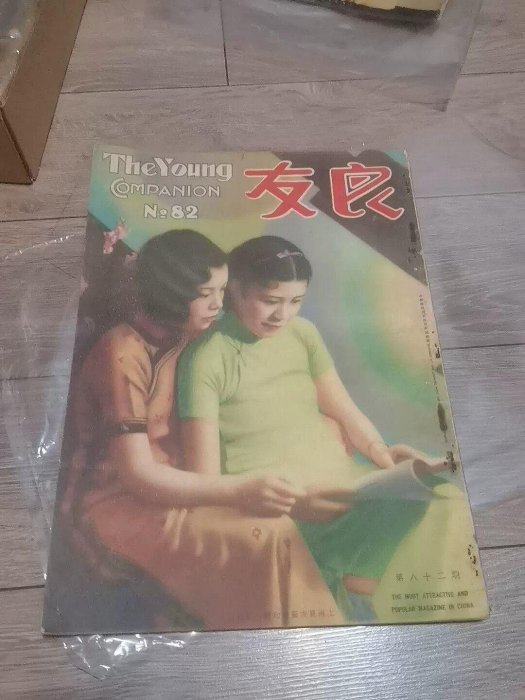 The Young
COMPANION
No 82
友良
第八十二期
THE MOST ATTRACTIVE AND
POPULAR MAGAZINE IN CHINA